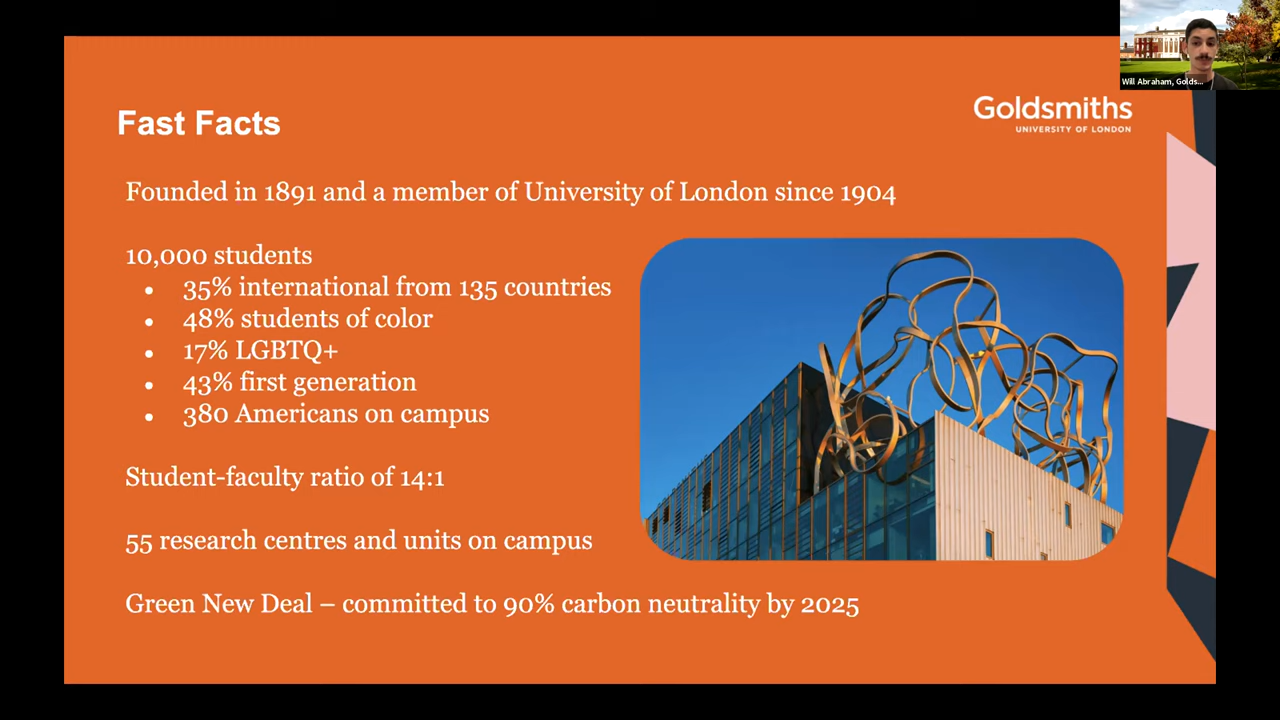 Will Abraham, Golds...
Goldsmiths
UNIVERSITY OF LONDON
Fast Facts
Founded in 1891 and a member of University of London since 1904
10,000 students
• 35% international from 135 countries
• 48% students of color
• 17% LGBTQ+
• 43% first generation
• 380 Americans on campus
Student-faculty ratio of 14:1
55 research centres and units on campus
Green New Deal – committed to 90% carbon neutrality by 2025